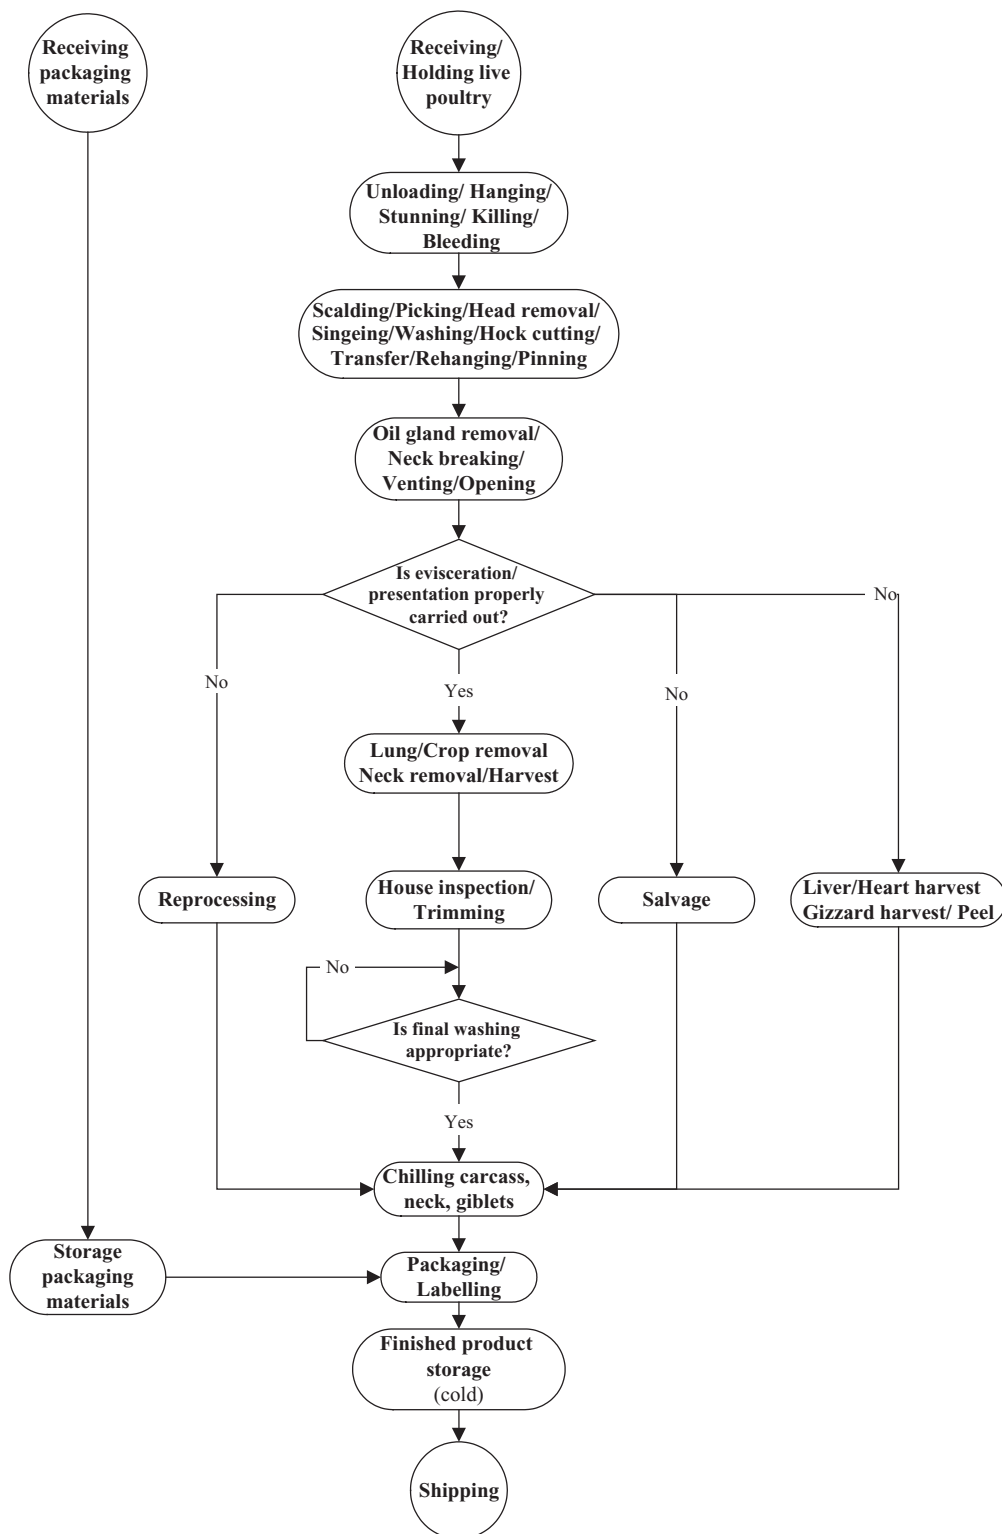 Receiving
packaging
materials
Receiving/
Holding live
poultry
Unloading/ Hanging/
Stunning/ Killing/
Bleeding
Scalding/Picking/Head removal/
Singeing/Washing/Hock cutting/
Transfer/Rehanging/Pinning
Oil gland removal/
Neck breaking/
Venting/Opening
Is evisceration/
presentation properly
carried out?
No
No
Yes
No
Lung/Crop removal
Neck removal/Harvest
Reprocessing
House inspection/
Trimming
Salvage
Liver/Heart harvest
Gizzard harvest/ Peel
No
Is final washing
appropriate?
Yes
Chilling carcass,
neck, giblets
Storage
packaging
materials
Packaging/
Labelling
Finished product
storage
(cold)
Shipping